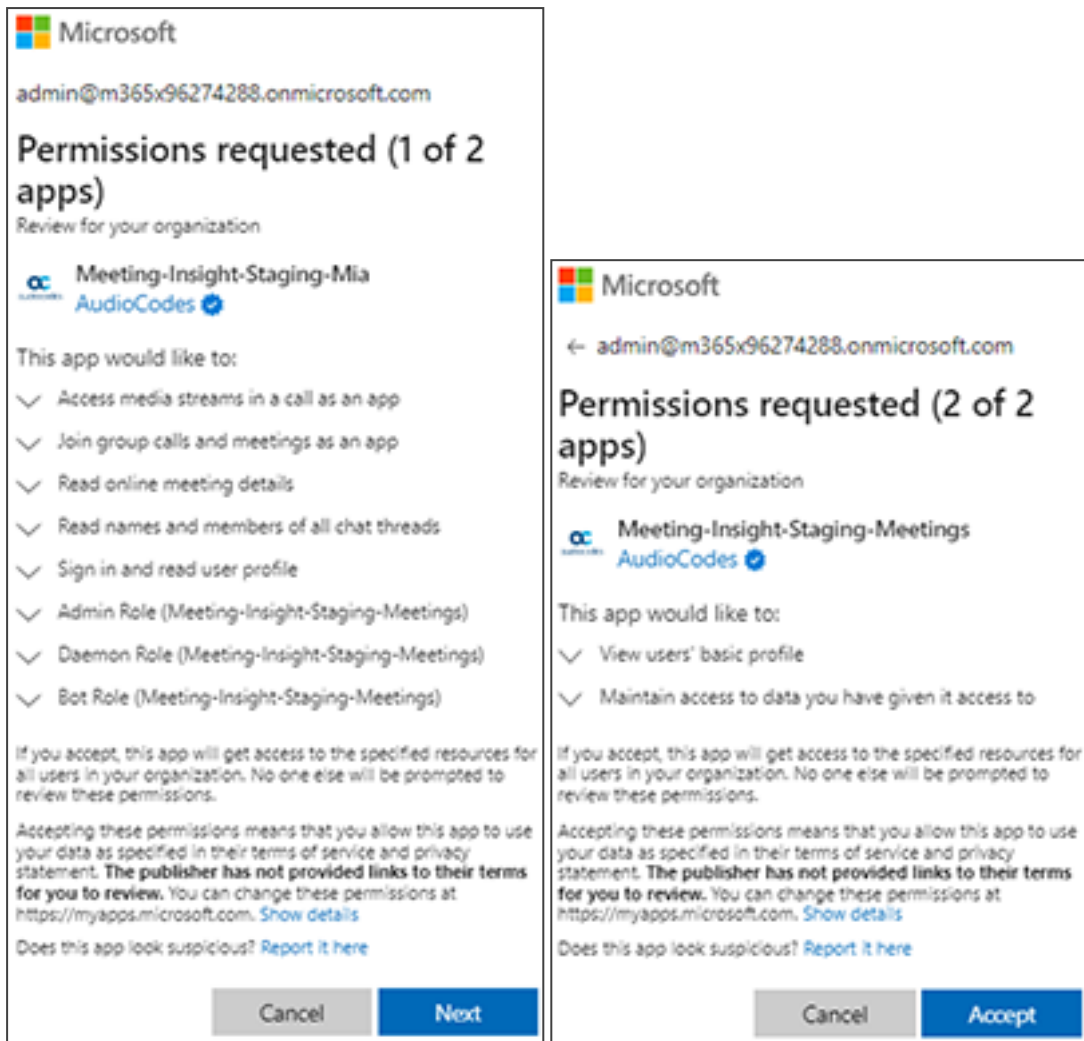 Microsoft
admin@m365x96274288.onmicrosoft.com
Permissions requested (1 of 2
apps)
Review for your organization
Meeting-Insight-Staging-Mia
AudioCodes
This app would like to:
Access media streams in a call as an app
Join group calls and meetings as an app
Read online meeting details
Read names and members of all chat threads
Sign in and read user profile
Admin Role (Meeting-Insight-Staging-Meetings)
Daemon Role (Meeting-Insight-Staging-Meetings)
Bot Role (Meeting-Insight-Staging-Meetings)
If you accept, this app will get access to the specified resources for
all users in your organization. No one else will be prompted to
review these permissions.
Accepting these permissions means that you allow this app to use
your data as specified in their terms of service and privacy
statement. The publisher has not provided links to their terms
for you to review. You can change these permissions at
https://myapps.microsoft.com. Show details
Does this app look suspicious? Report it here
Cancel Next
Microsoft
← admin@m365x96274288.onmicrosoft.com
Permissions requested (2 of 2
apps)
Review for your organization
Meeting-Insight-Staging-Meetings
AudioCodes
This app would like to:
View users' basic profile
Maintain access to data you have given it access to
If you accept, this app will get access to the specified resources for
all users in your organization. No one else will be prompted to
review these permissions.
Accepting these permissions means that you allow this app to use
your data as specified in their terms of service and privacy
statement. The publisher has not provided links to their terms
for you to review. You can change these permissions at
https://myapps.microsoft.com. Show details
Does this app look suspicious? Report it here
Cancel Accept